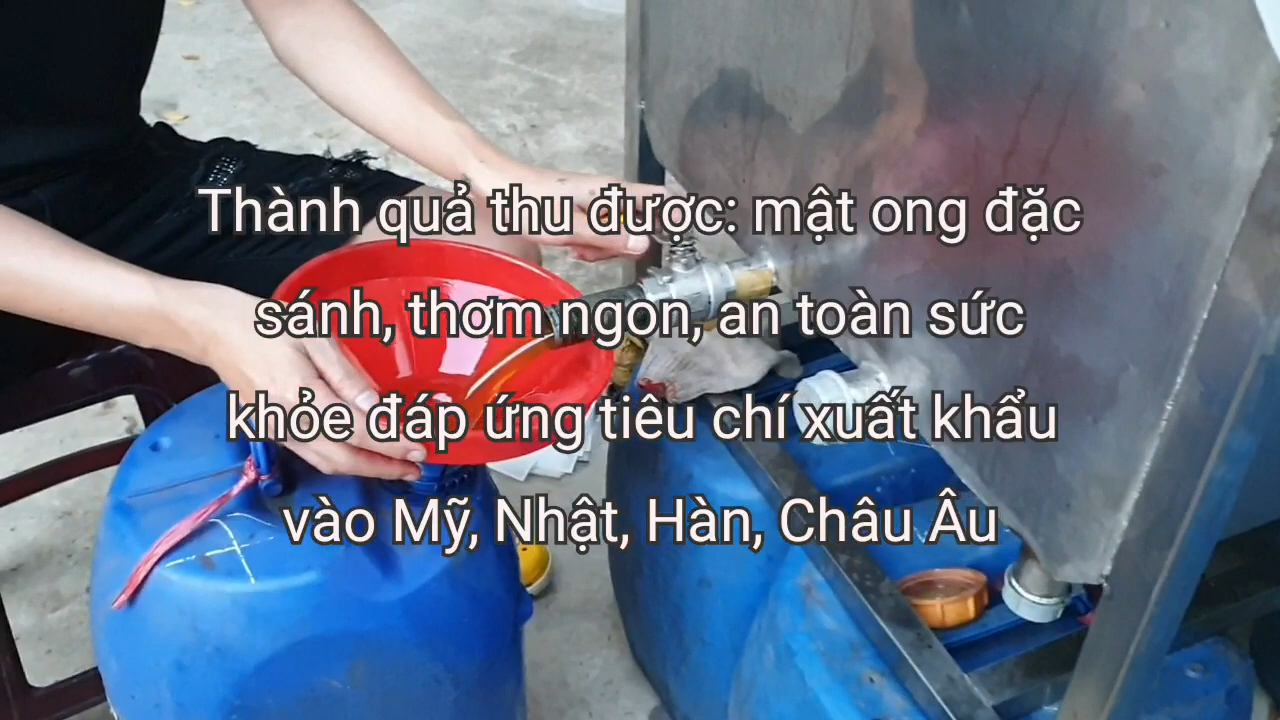 Thành quả thu được: mật ong đặc
sánh, thơm ngon, an toàn sức
khỏe đáp ứng tiêu chí xuất khẩu
vào Mỹ, Nhật, Hàn, Châu Âu